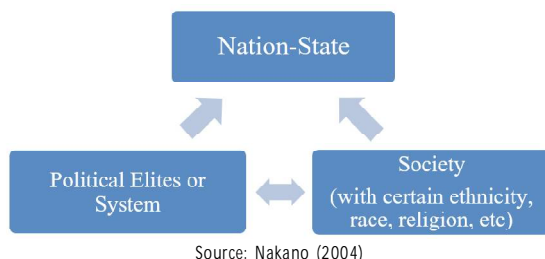 Nation-State
Political Elites or
System
Society
(with certain ethnicity,
race, religion, etc)
Source: Nakano (2004)